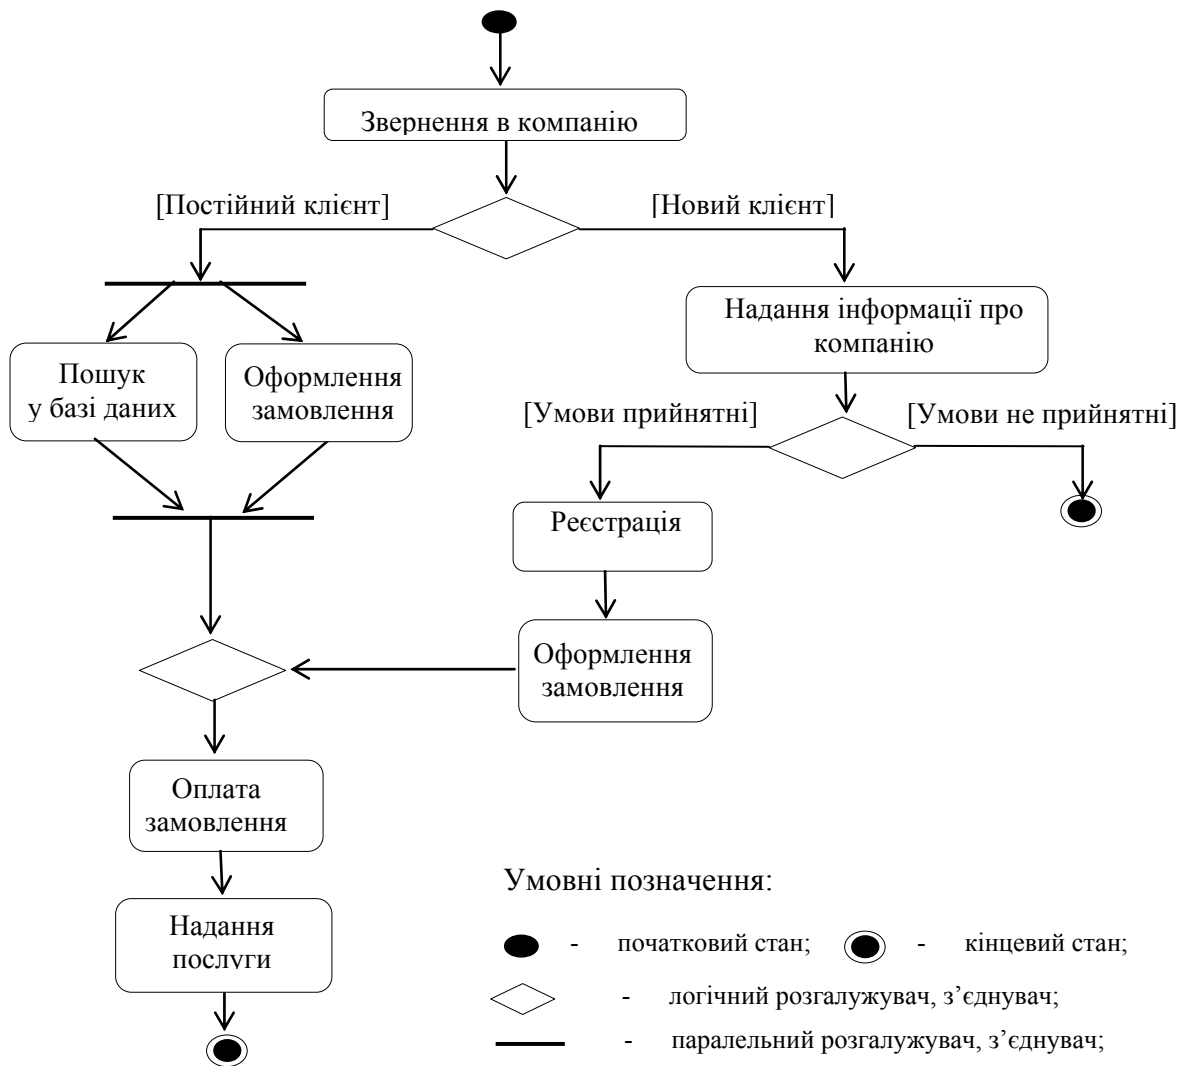 Звернення в компанію
[Постійний клієнт]
[Новий клієнт]
Надання інформації про
компанію
Пошук
у базі даних
Оформлення
замовлення
[Умови прийнятні]
[Умови не прийнятні]
Реєстрація
Оформлення
замовлення
Оплата
замовлення
Надання
послуги
Умовні позначення:
- початковий стан; - кінцевий стан;
- логічний розгалужувач, з’єднувач;
- паралельний розгалужувач, з’єднувач;